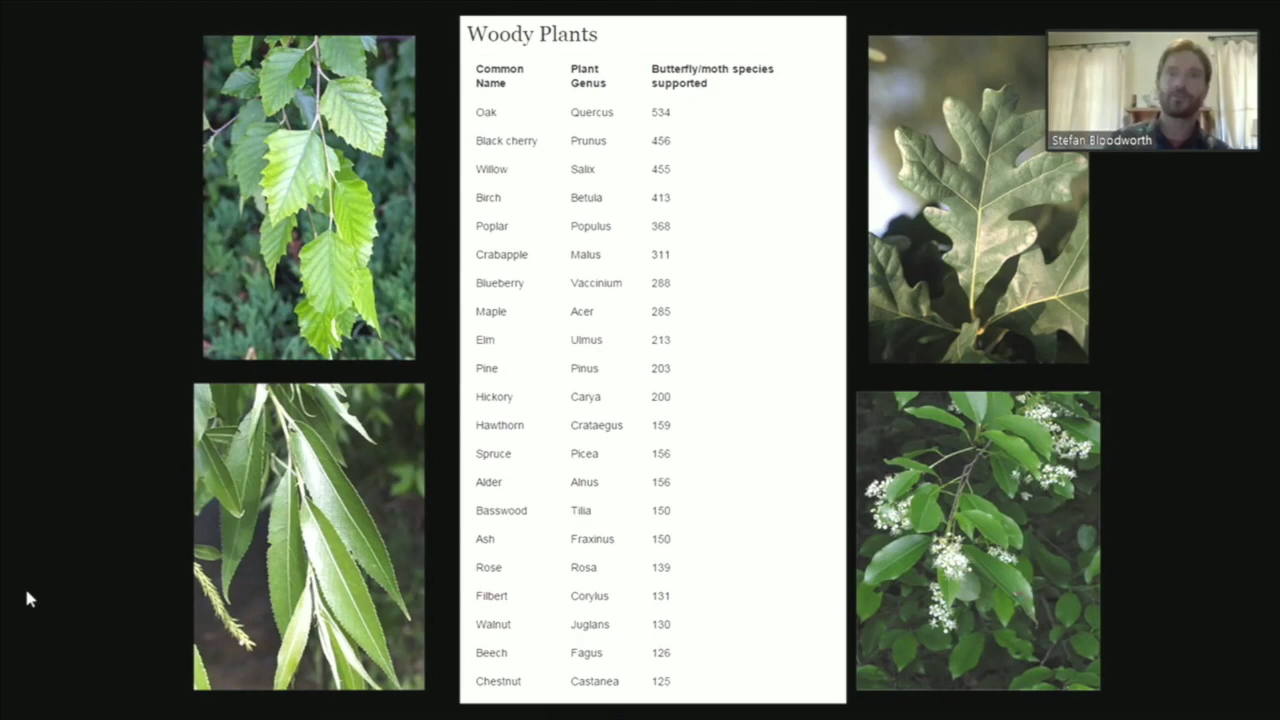 Woody Plants
Common Name Plant Genus Butterfly/moth species supported
Oak Quercus 534
Black cherry Prunus 456
Willow Salix 455
Birch Betula 413
Poplar Populus 368
Crabapple Malus 311
Blueberry Vaccinium 288
Maple Acer 285
Elm Ulmus 213
Pine Pinus 203
Hickory Carya 200
Hawthorn Crataegus 159
Spruce Picea 156
Alder Alnus 156
Basswood Tilia 150
Ash Fraxinus 150
Rose Rosa 139
Filbert Corylus 131
Walnut Juglans 130
Beech Fagus 126
Chestnut Castanea 125
Stefan Bloodworth